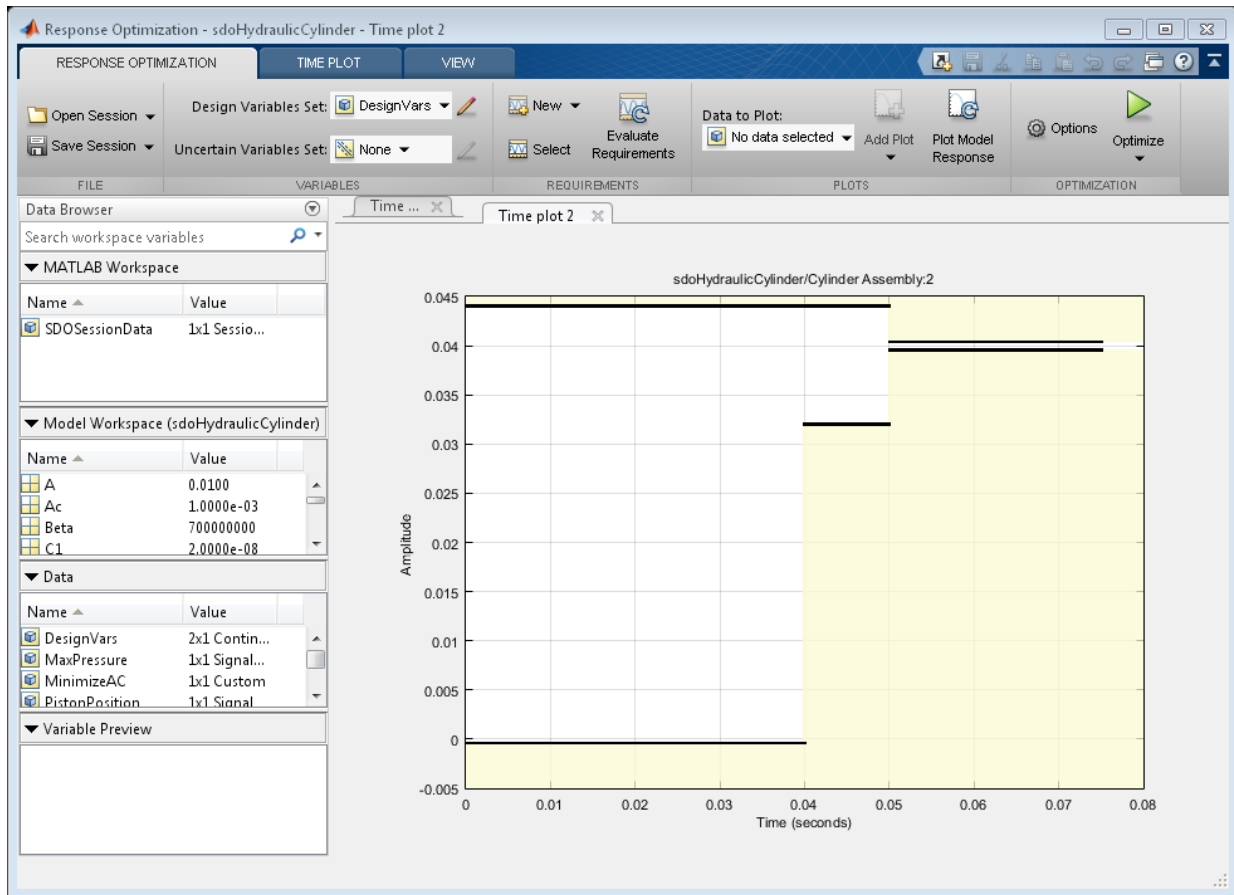 Response Optimization - sdoHydraulicCylinder - Time plot 2
RESPONSE OPTIMIZATION TIME PLOT VIEW
Open Session
Save Session
FILE
Design Variables Set: DesignVars
Uncertain Variables Set: None
VARIABLES
New
Select
Evaluate
Requirements
REQUIREMENTS
Data to Plot:
No data selected
Add Plot
Plot Model
Response
PLOTS
Options
Optimize
OPTIMIZATION
Data Browser
Search workspace variables
MATLAB Workspace
Name Value
SDOSessionData 1x1 Sessio...
Model Workspace (sdoHydraulicCylinder)
Name Value
A 0.0100
Ac 1.0000e-03
Beta 700000000
C1 2.0000e-08
Data
Name Value
DesignVars 2x1 Contin...
MaxPressure 1x1 Signal...
MinimizeAC 1x1 Custom
PistonPosition 1x1 Signal
Variable Preview
Time ...
Time plot 2
sdoHydraulicCylinder/Cylinder Assembly:2
0.045
0.04
0.035
0.03
0.025
0.02
0.015
0.01
0.005
0
-0.005
Amplitude
0 0.01 0.02 0.03 0.04 0.05 0.06 0.07 0.08
Time (seconds)